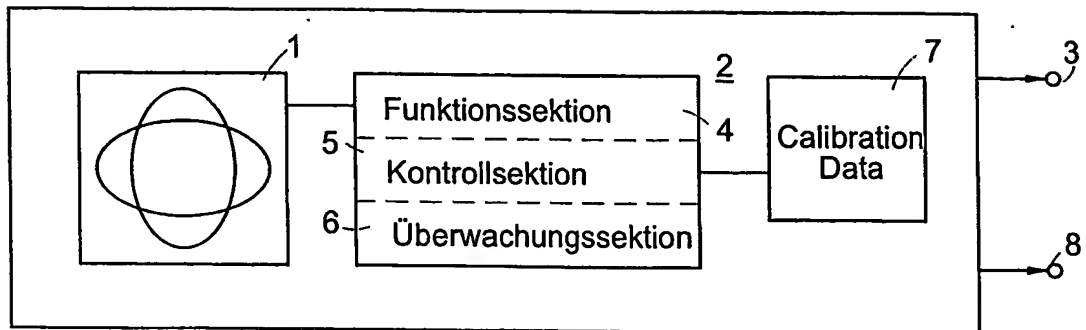 1
2
7
3
Funktionssektion
4
5
Kontrollsektion
Calibration
Data
6
Überwachungssektion
8